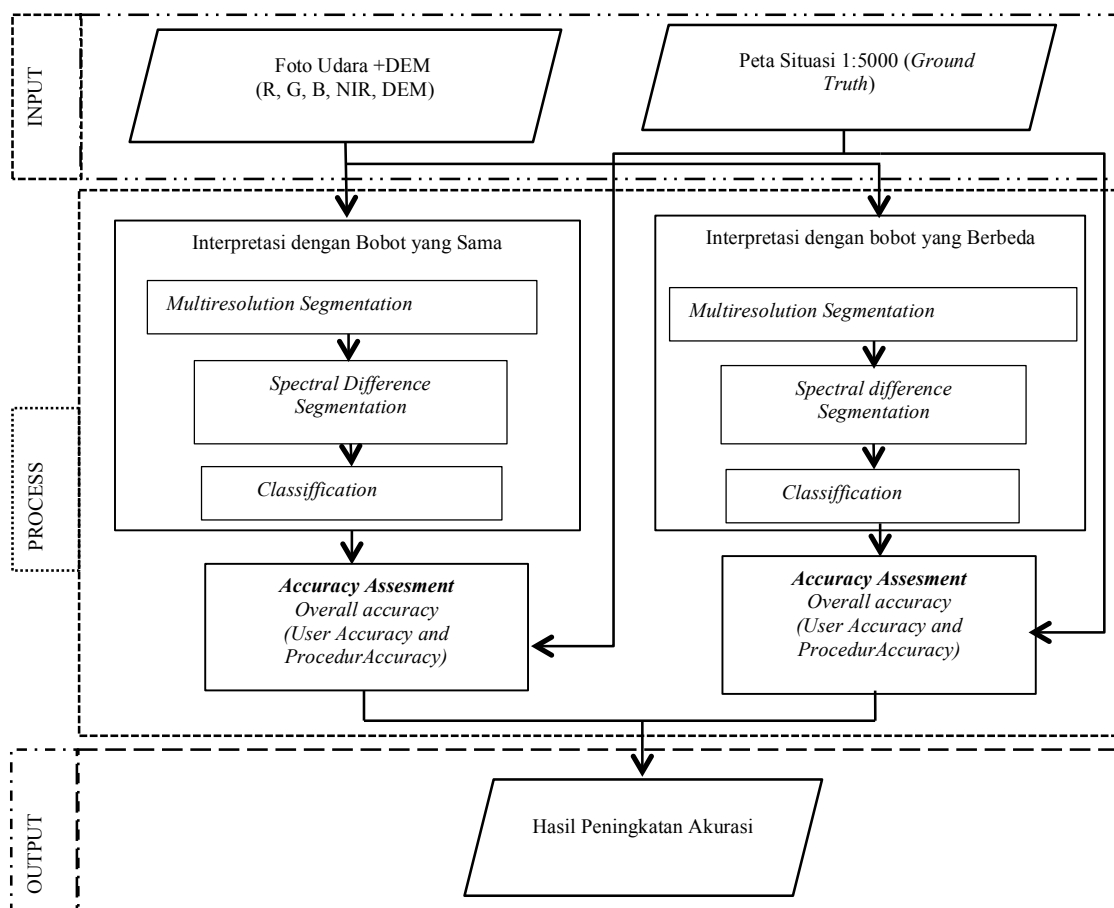 INPUT
Foto Udara +DEM
(R, G, B, NIR, DEM)
Peta Situasi 1:5000 (Ground
Truth)
PROCESS
Interpretasi dengan Bobot yang Sama
Multiresolution Segmentation
Spectral Difference
Segmentation
Classiffication
Accuracy Assesment
Overall accuracy
(User Accuracy and
ProcedurAccuracy)
Interpretasi dengan bobot yang Berbeda
Multiresolution Segmentation
Spectral difference
Segmentation
Classiffication
Accuracy Assesment
Overall accuracy
(User Accuracy and
ProcedurAccuracy)
OUTPUT
Hasil Peningkatan Akurasi